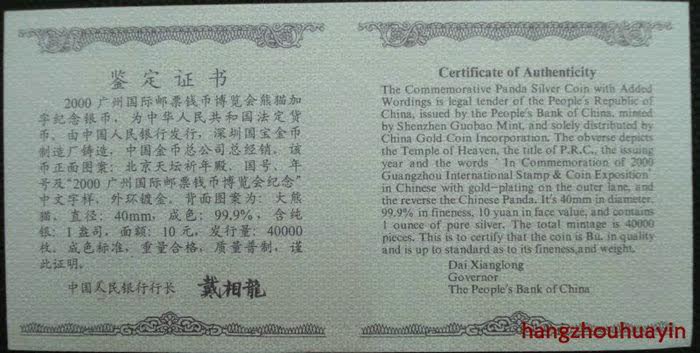 鉴定证书
2000 广州国际邮票钱币博览会熊猫加
字纪念银币，为中华人民共和国法定货
币。由中国人民银行发行，深圳国宝金币
制造厂铸造，中国金币总公司总经销。该
币正面图案：北京天坛祈年殿、国号、年
号及“2000 广州国际邮票钱币博览会纪念”
中文字样，外环镀金。背面图案为：大熊
猫，直径：40mm，成色：99.9%，含纯
银：1 盎司，面额：10 元，发行量：40000
枚。成色标准，重量合格，质量普制，谨
此证明。
中国人民银行行长 戴相龍
Certificate of Authenticity
The Commemorative Panda Silver Coin with Added
Wordings is legal tender of the People's Republic of
China, issued by the People's Bank of China, minted
by Shenzhen Guobao Mint, and solely distributed by
China Gold Coin Incorporation. The obverse depicts
the Temple of Heaven, the title of P.R.C., the issuing
year and the words ' In Commemoration of 2000
Guangzhou International Stamp & Coin Exposition'
in Chinese with gold-plating on the outer lane, and
the reverse the Chinese Panda. It's 40mm in diameter,
99.9% in fineness, 10 yuan in face value, and contains
1 ounce of pure silver. The total mintage is 40000
pieces. This is to certify that the coin is Bu. in quality
and is up to standard as to its fineness,and weight.
Dai Xianglong
Governor
The People's Bank of China
hangzhouhuayin